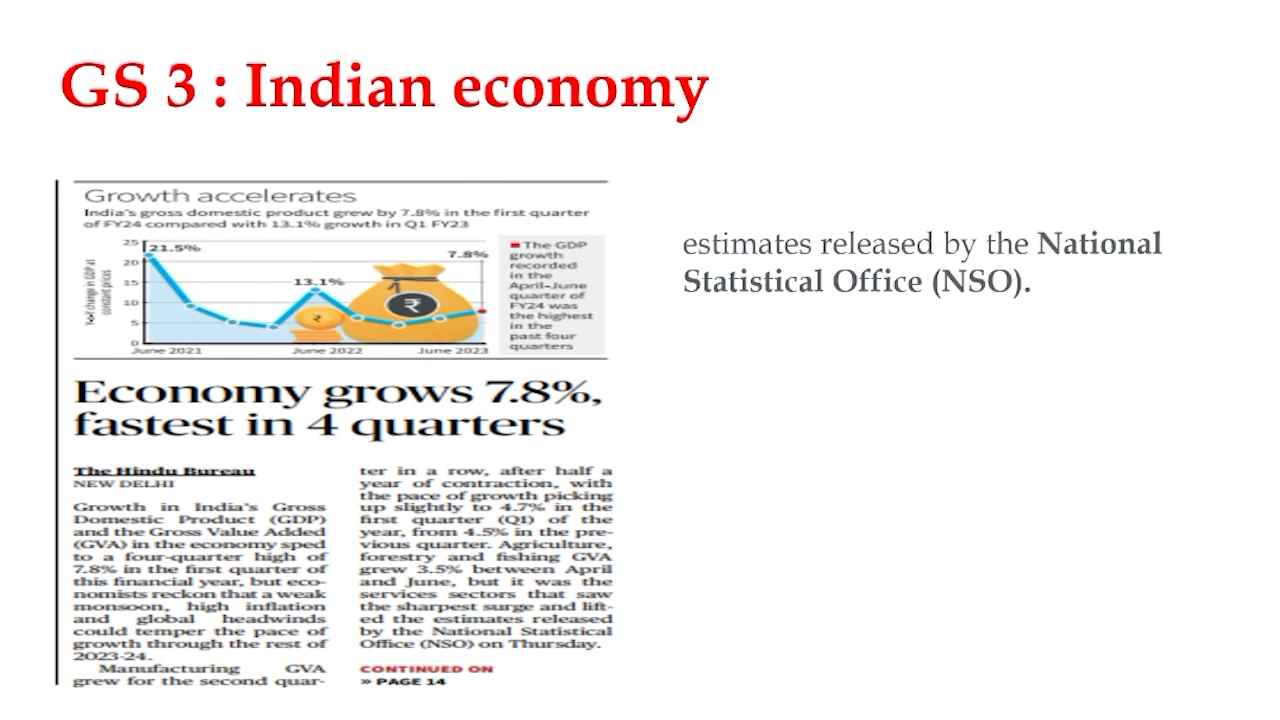 GS 3 : Indian economy
Growth accelerates
India's gross domestic product grew by 7.8% in the first quarter
of FY24 compared with 13.1% growth in Q1 FY23
25
20
15
10
5
0
21.5%
13.1%
7.8%
June 2021
June 2022
June 2023
The GDP
growth
recorded
in the
April-June
quarter of
FY24 was
the highest
in the
past four
quarters
Economy grows 7.8%,
fastest in 4 quarters
The Hindu Bureau
NEW DELHI
Growth in India's Gross
Domestic Product (GDP)
and the Gross Value Added
(GVA) in the economy sped
to a four-quarter high of
7.8% in the first quarter of
this financial year, but eco-
nomists reckon that a weak
monsoon, high inflation
and global headwinds
could temper the pace of
growth through the rest of
2023-24.
Manufacturing GVA
grew for the second quar-
ter in a row, after half a
year of contraction, with
the pace of growth picking
up slightly to 4.7% in the
first quarter (Q1) of the
year, from 4.5% in the pre-
vious quarter. Agriculture,
forestry and fishing GVA
grew 3.5% between April
and June, but it was the
services sectors that saw
the sharpest surge and lift-
ed the estimates released
by the National Statistical
Office (NSO) on Thursday.
CONTINUED ON
» PAGE 14
estimates released by the National
Statistical Office (NSO).